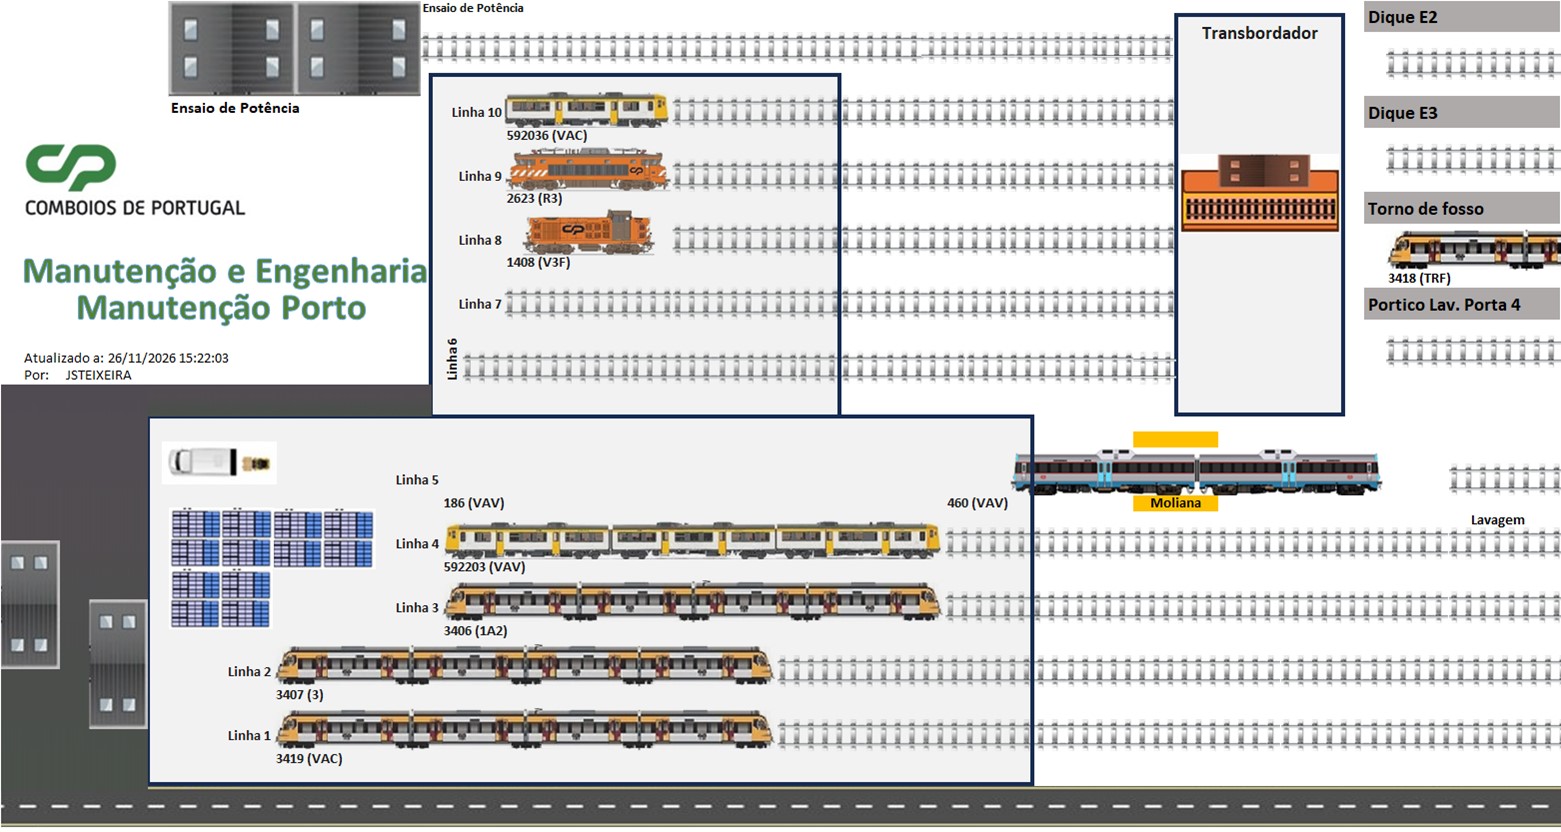 Ensaio de Potência
Transbordador
Dique E2
Ensaio de Potência
Linha 10
592036 (VAC)
Dique E3
cp
COMBOIOS DE PORTUGAL
Linha 9
cp
2623 (R3)
Torno de fosso
Linha 8
cp
1408 (V3F)
3418 (TRF)
Manutenção e Engenharia
Manutenção Porto
Linha 7
Portico Lav. Porta 4
Atualizado a: 26/11/2026 15:22:03
Por: JSTEIXEIRA
Linha 6
Linha 5
186 (VAV)
460 (VAV)
Moliana
Lavagem
Linha 4
592203 (VAV)
Linha 3
3406 (1A2)
Linha 2
3407 (3)
Linha 1
3419 (VAC)